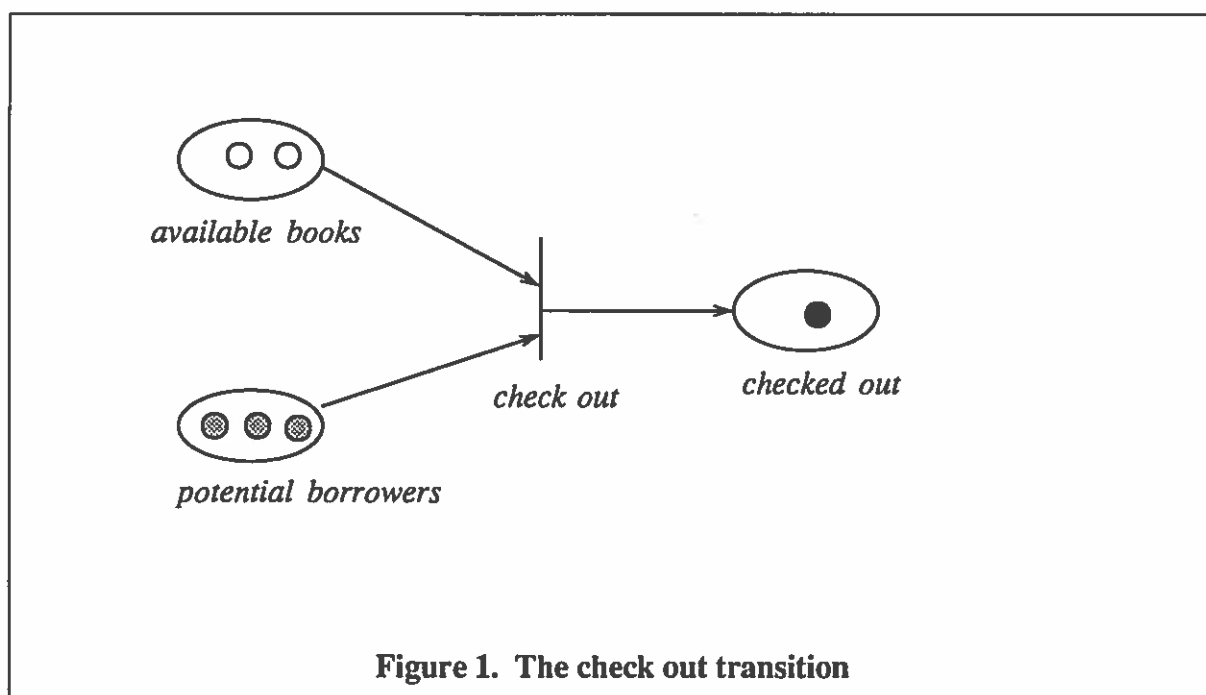 available books
check out
checked out
potential borrowers
Figure 1. The check out transition